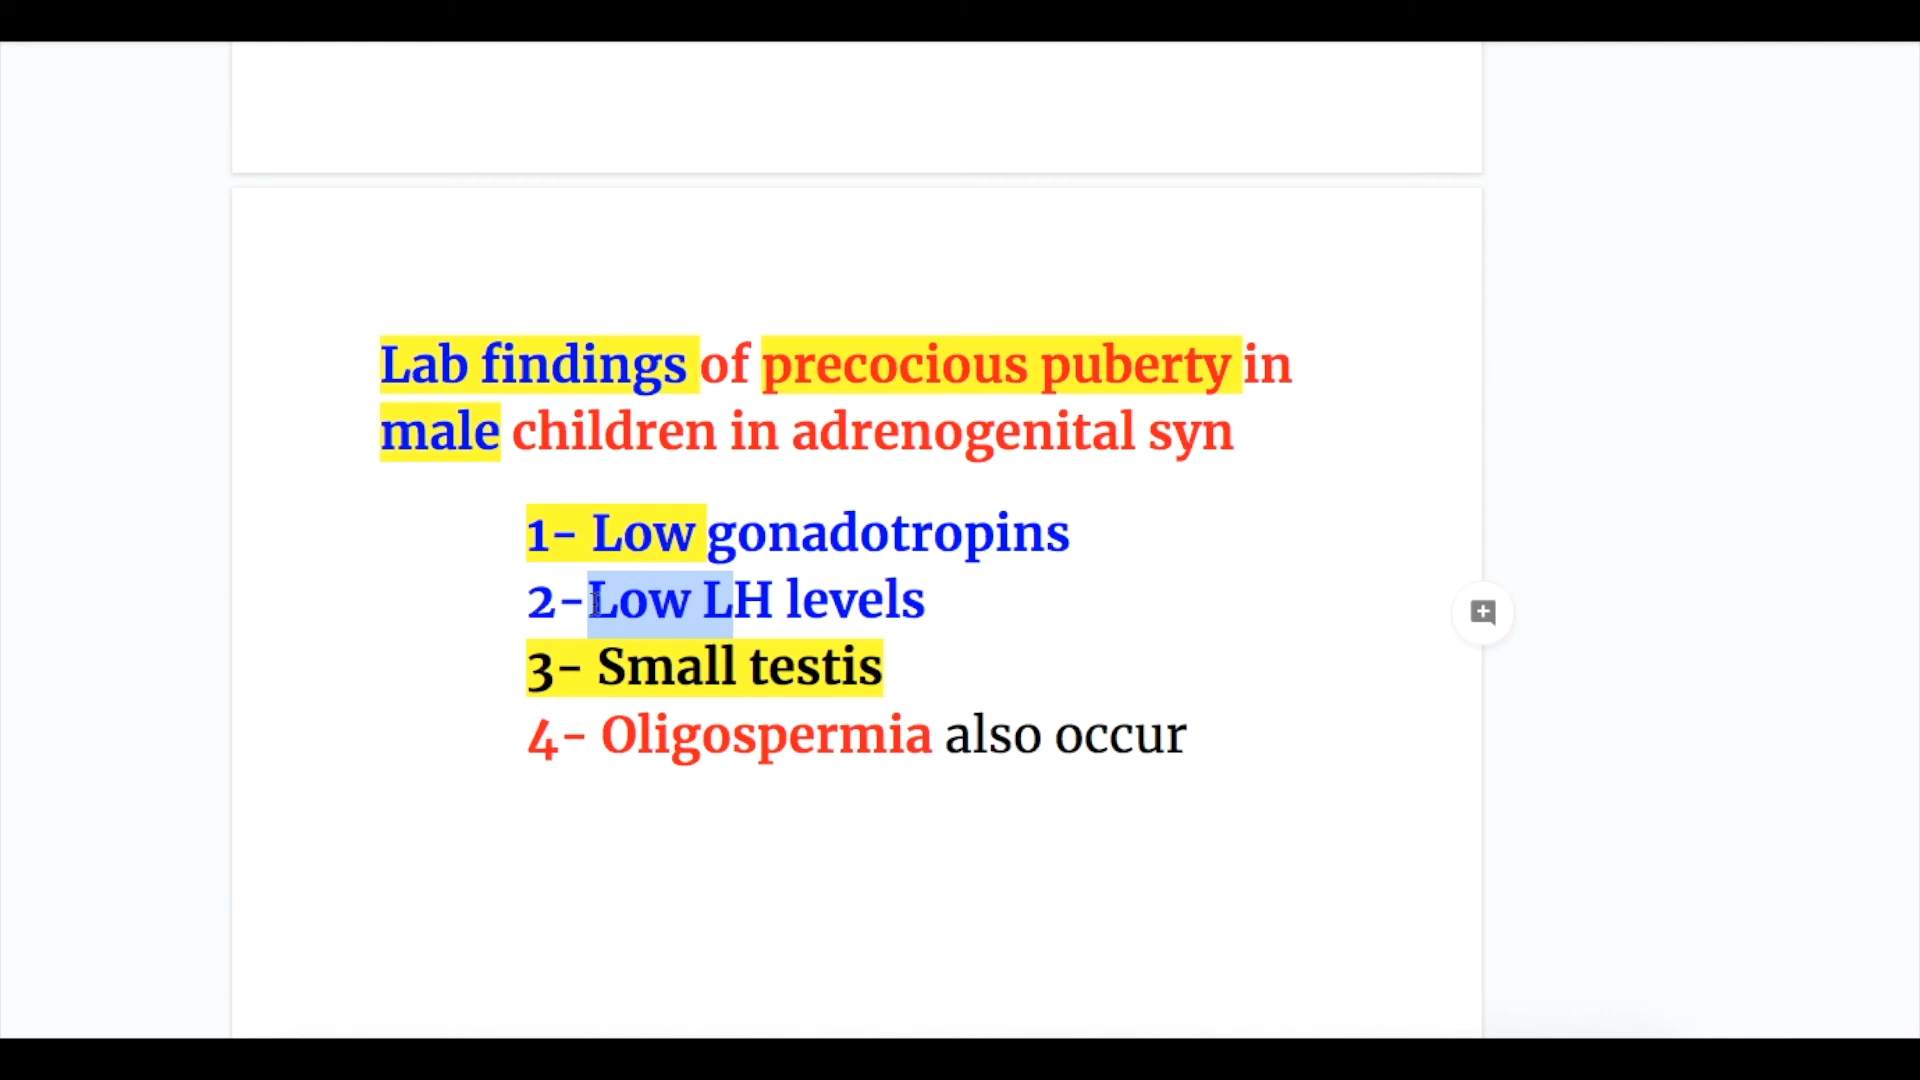 Lab findings of precocious puberty in
male children in adrenogenital syn
1- Low gonadotropins
2-Low LH levels
3- Small testis
4- Oligospermia also occur